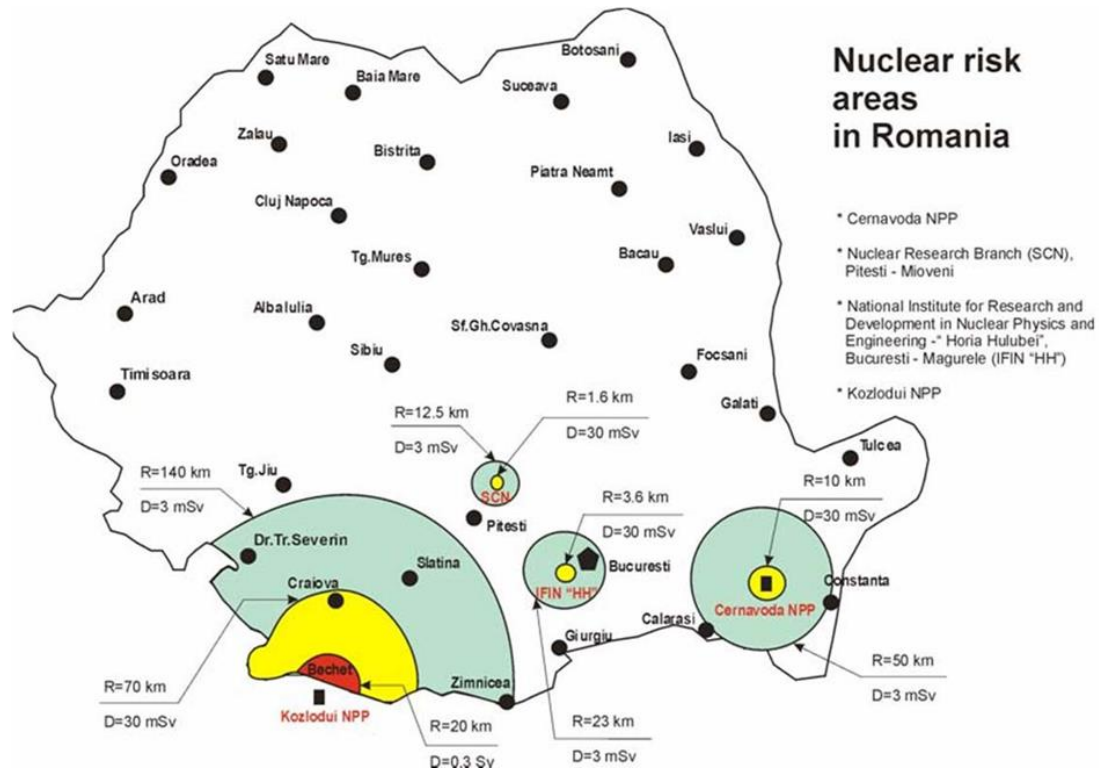 Nuclear risk
areas
in Romania
* Cernavoda NPP
* Nuclear Research Branch (SCN),
Pitesti - Mioveni
* National Institute for Research and
Development in Nuclear Physics and
Engineering -“ Horia Hulubei”,
Bucuresti - Magurele (IFIN “HH”)
* Kozlodui NPP
Botosani
Satu Mare
Baia Mare
Suceava
Zalau
Iasi
Oradea
Bistrita
Piatra Neamt
Cluj Napoca
Vaslui
Tg.Mures
Bacau
Arad
Alba Iulia
Sf.Gh.Covasna
Sibiu
Focsani
Timisoara
Galati
R=1.6 km
D=30 mSv
R=12.5 km
D=3 mSv
Tulcea
Tg.Jiu
R=140 km
D=3 mSv
SCN
R=10 km
D=30 mSv
R=3.6 km
D=30 mSv
Pitesti
Dr.Tr.Severin
Slatina
Bucuresti
Craiova
IFIN “HH”
Constanta
Cernavoda NPP
Calarasi
Giurgiu
Bechet
Zimnicea
R=50 km
D=3 mSv
R=70 km
D=30 mSv
Kozlodui NPP
R=20 km
D=0.3 Sv
R=23 km
D=3 mSv